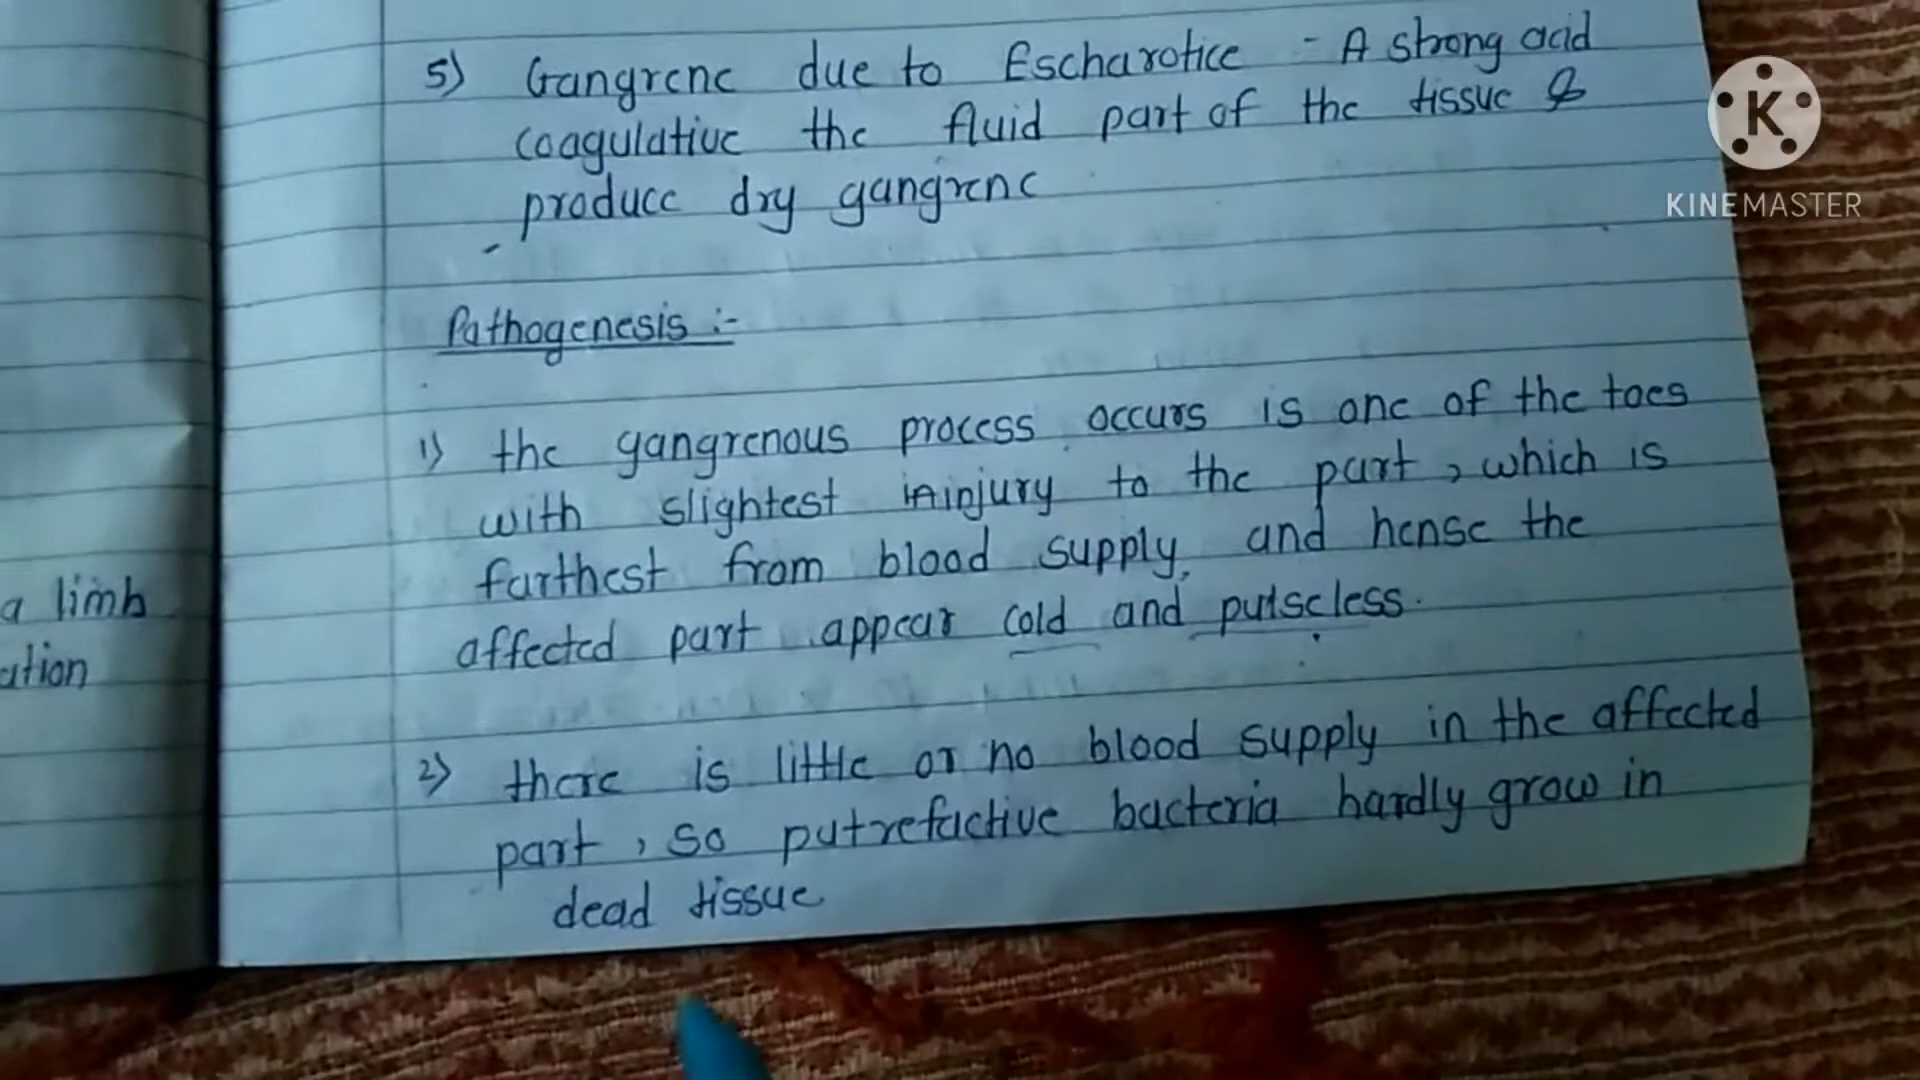 5) Gangrene due to Escharotice - A strong acid
coagulative the fluid part of the tissue &
produce dry gangrene
Pathogenesis :-
1) the gangrenous process occurs is one of the toes
with slightest ininjury to the part, which is
farthest from blood supply, and hense the
affected part appear cold and pulseless.
2) there is little or no blood supply in the affected
part, so putrefactive bacteria hardly grow in
dead tissue
a limb
ation
K
KINEMASTER